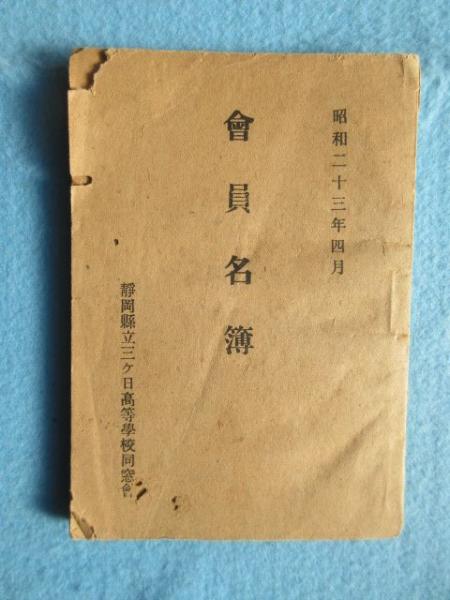 昭和二十三年四月
會員名簿
靜岡縣立三ケ日高等學校同窓會